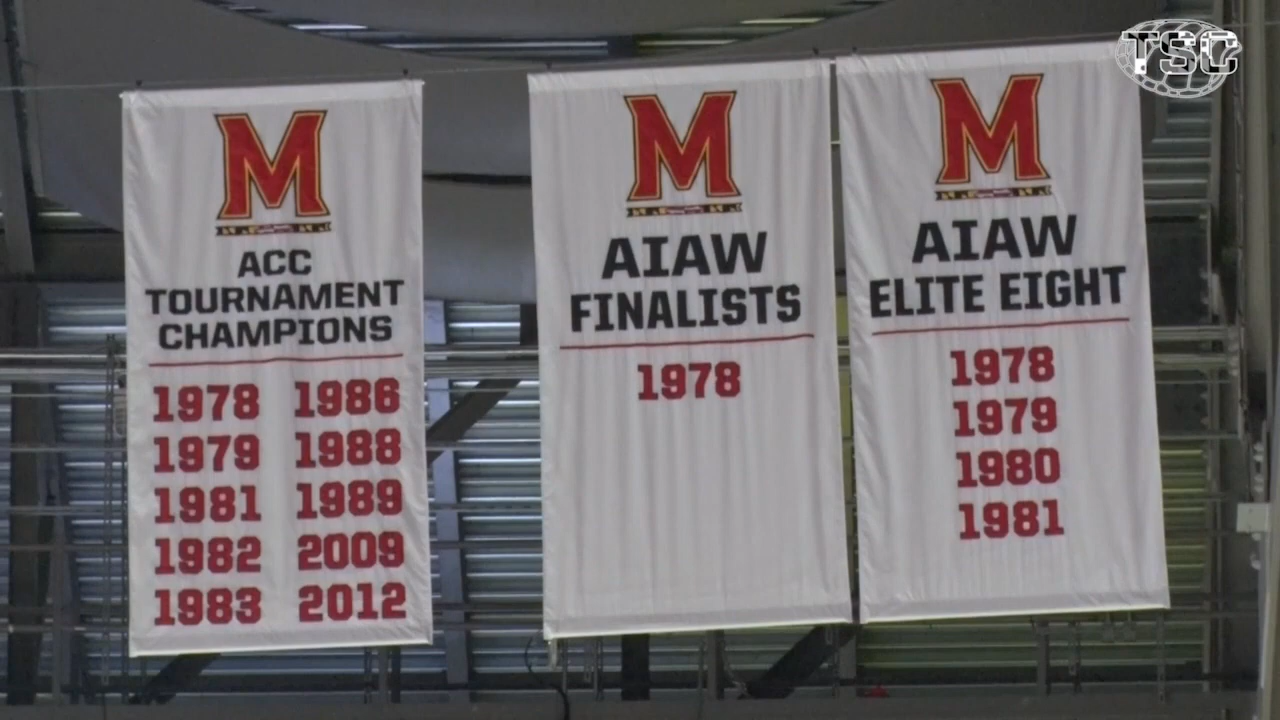 TSC
M
ACC
TOURNAMENT
CHAMPIONS
1978 1986
1979 1988
1981 1989
1982 2009
1983 2012
M
AIAW
FINALISTS
1978
M
AIAW
ELITE EIGHT
1978
1979
1980
1981